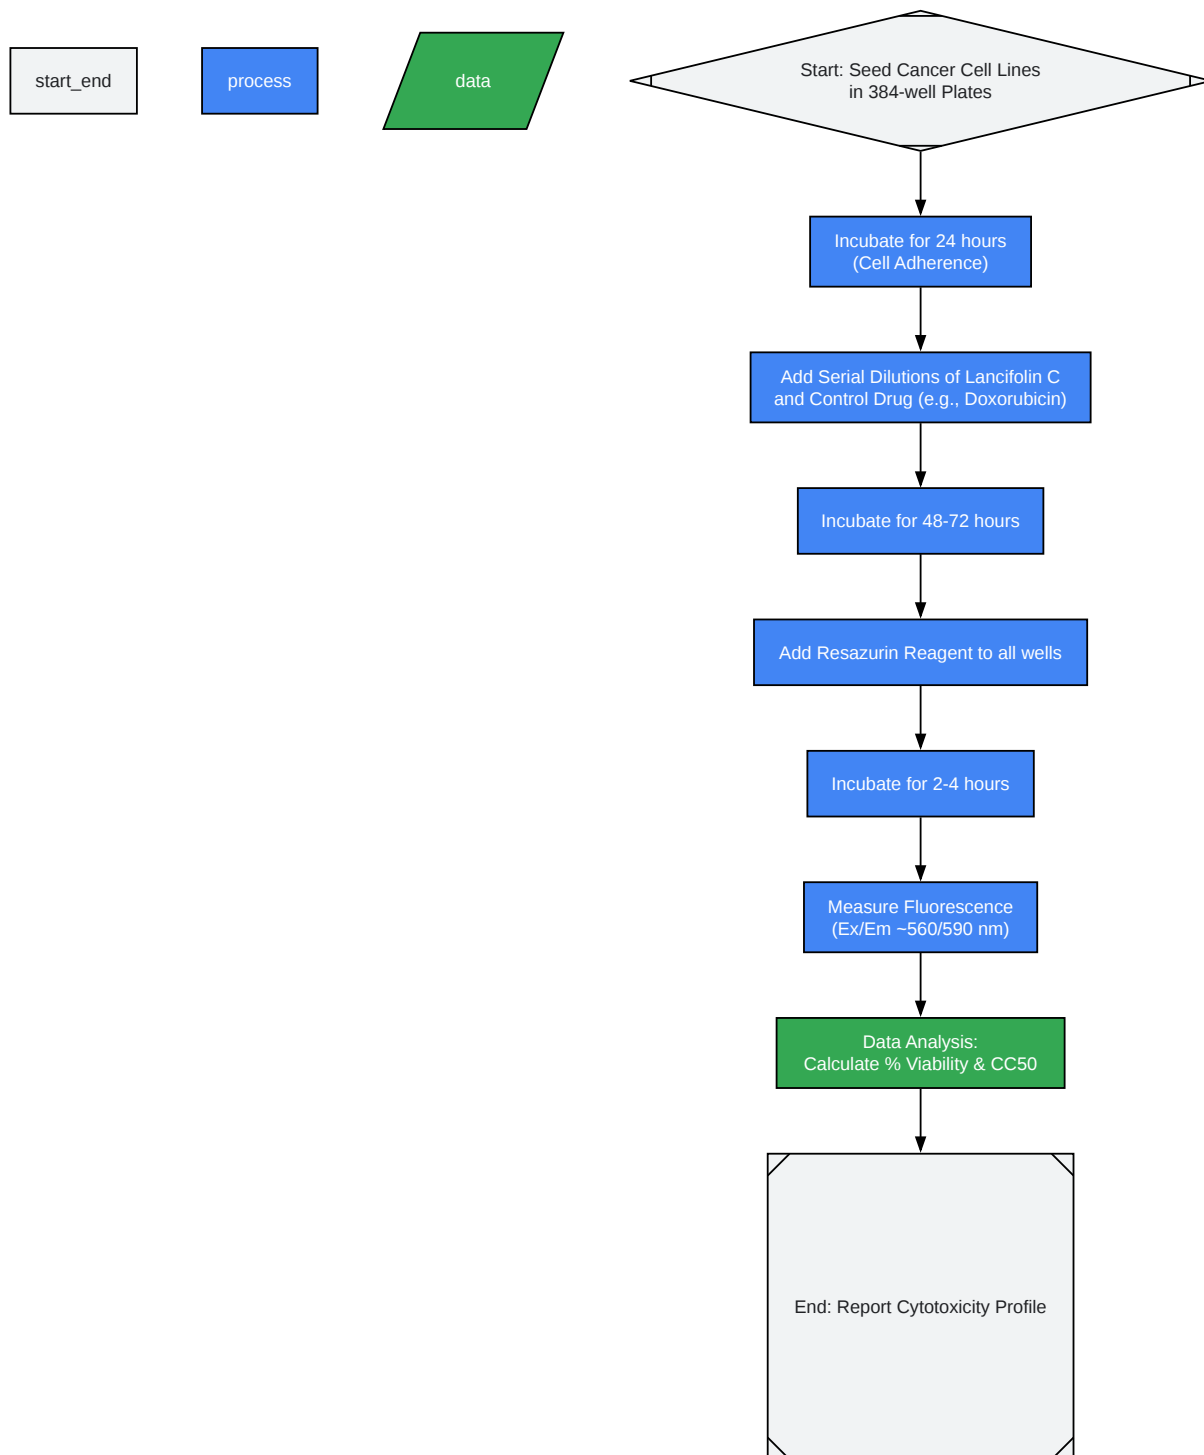 start_end
process
data
Start: Seed Cancer Cell Lines
in 384-well Plates
Incubate for 24 hours
(Cell Adherence)
Add Serial Dilutions of Lancifolin C
and Control Drug (e.g., Doxorubicin)
Incubate for 48-72 hours
Add Resazurin Reagent to all wells
Incubate for 2-4 hours
Measure Fluorescence
(Ex/Em ~560/590 nm)
Data Analysis:
Calculate % Viability & CC50
End: Report Cytotoxicity Profile